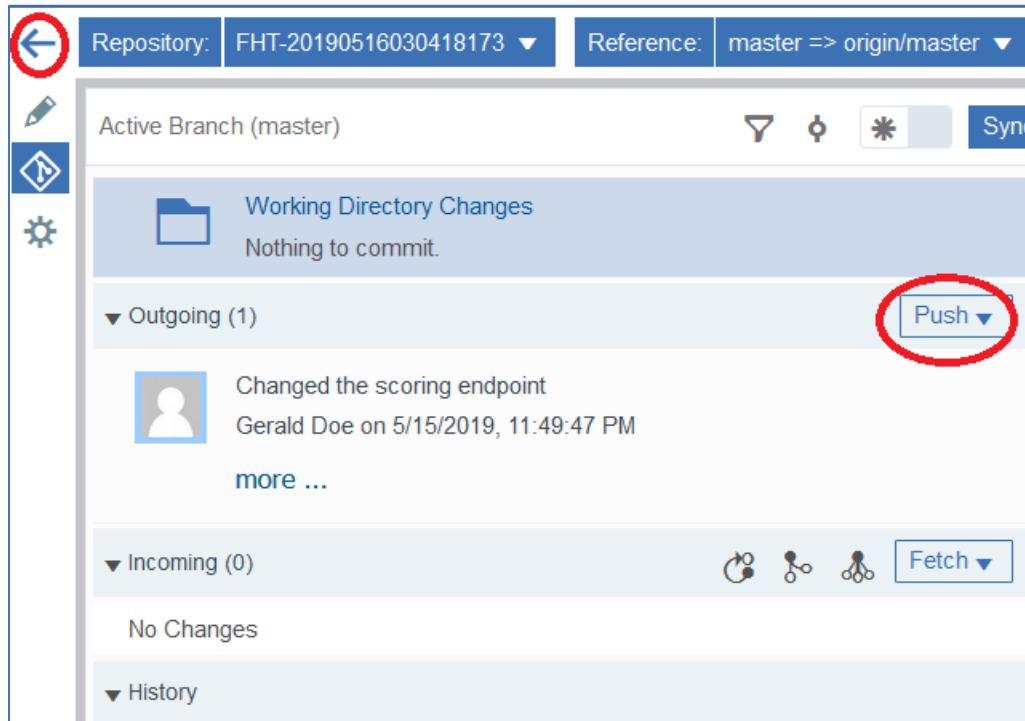 Repository: FHT-20190516030418173 Reference: master => origin/master
Active Branch (master)
Working Directory Changes
Nothing to commit.
Outgoing (1) Push
Changed the scoring endpoint
Gerald Doe on 5/15/2019, 11:49:47 PM
more ...
Incoming (0) Fetch
No Changes
History